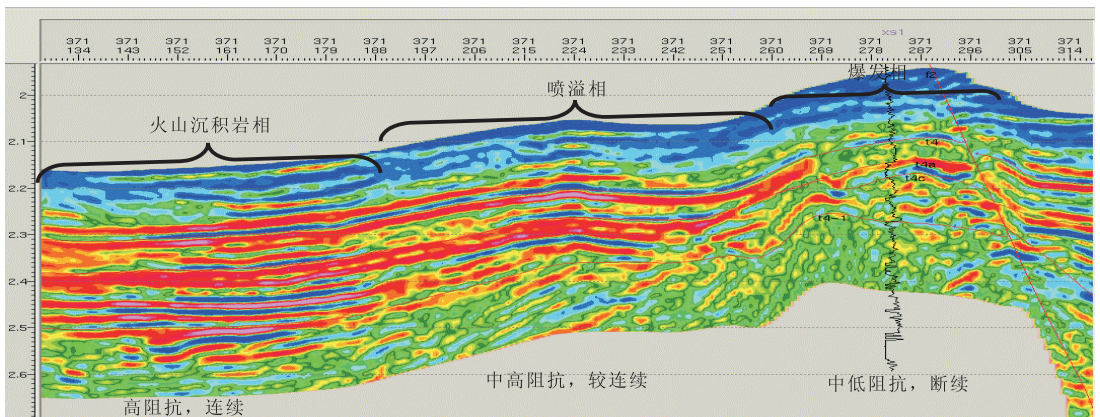 371 371 371 371 371 371 371 371 371 371 371 371 371 371 371 371 371 371 371 371 371
134 143 152 161 170 179 188 197 206 215 224 233 242 251 260 269 278 287 296 305 314
xs1
爆发相
f2
2
喷溢相
火山沉积岩相
2.1
t4
t4a
t4c
2.2
t4-1
2.3
2.4
2.5
2.6
中高阻抗，较连续
中低阻抗，断续
高阻抗，连续